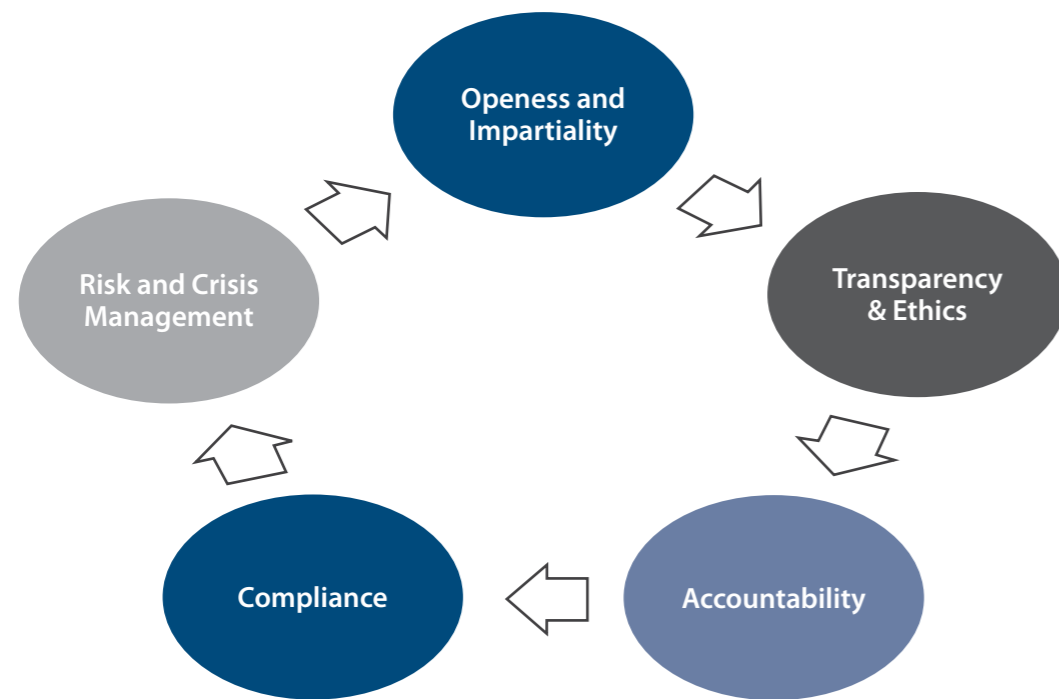 Openess and
Impartiality
Transparency
& Ethics
Accountability
Compliance
Risk and Crisis
Management